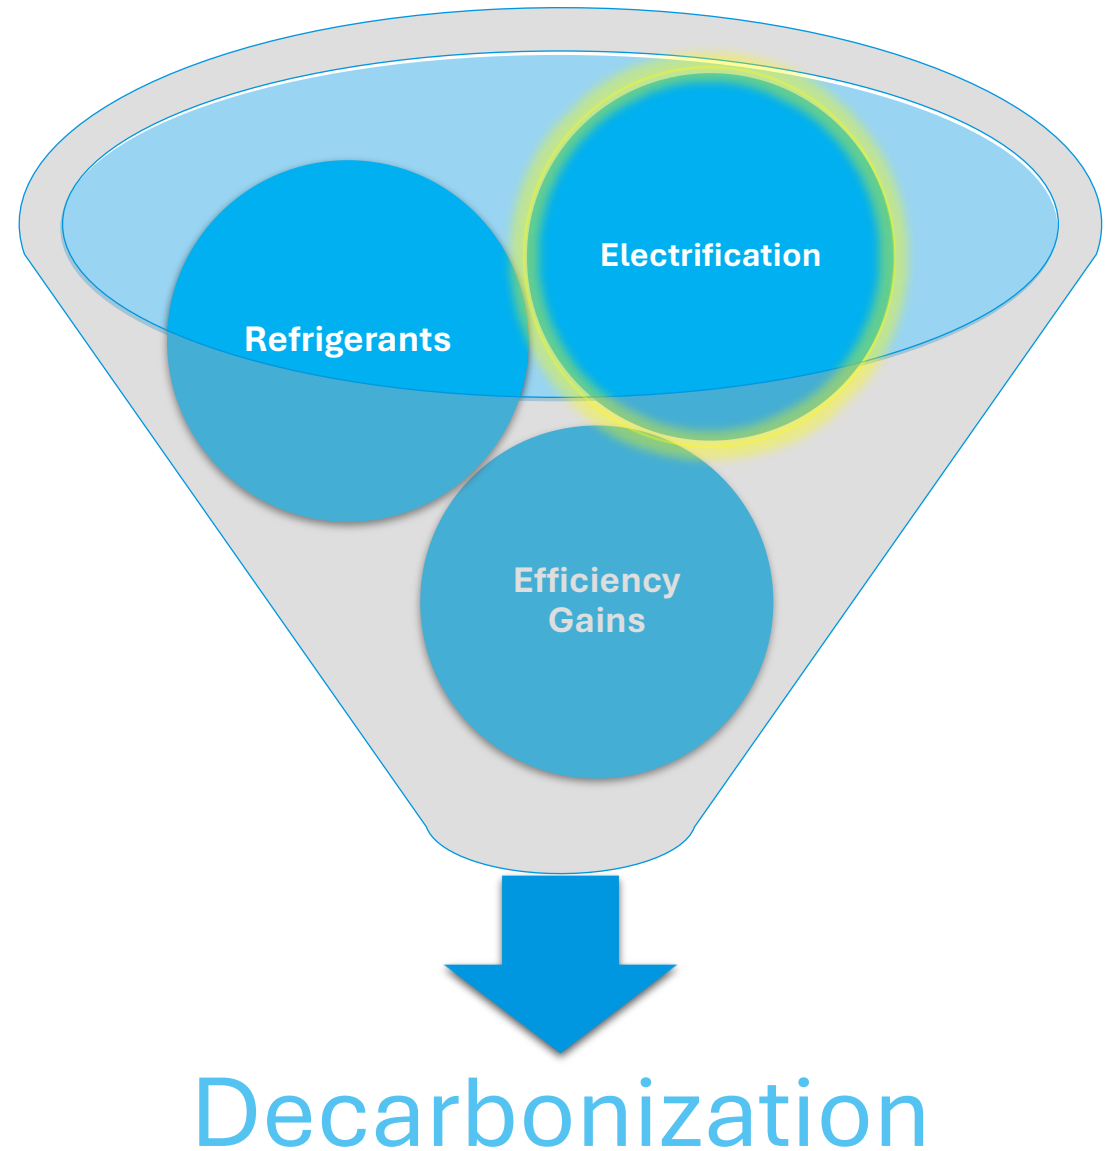 Electrification
Refrigerants
Efficiency
Gains
Decarbonization